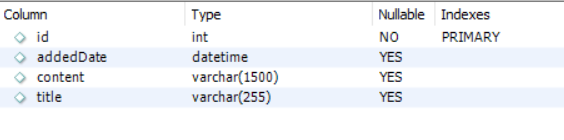 Column Type Nullable Indexes
id int NO PRIMARY
addedDate datetime YES
content varchar(1500) YES
title varchar(255) YES